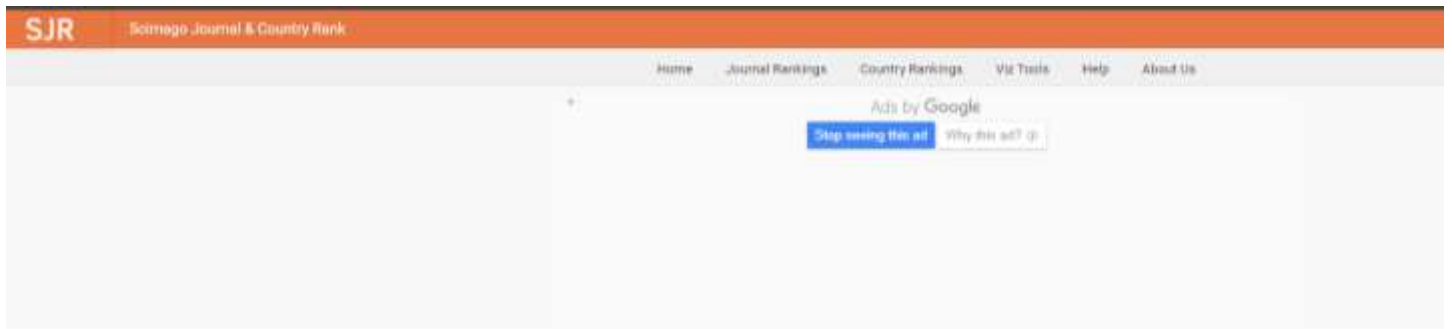 SJR Scimago Journal & Country Rank
Home Journal Rankings Country Rankings Viz Tools Help About Us
Ads by Google
Stop seeing this ad Why this ad?